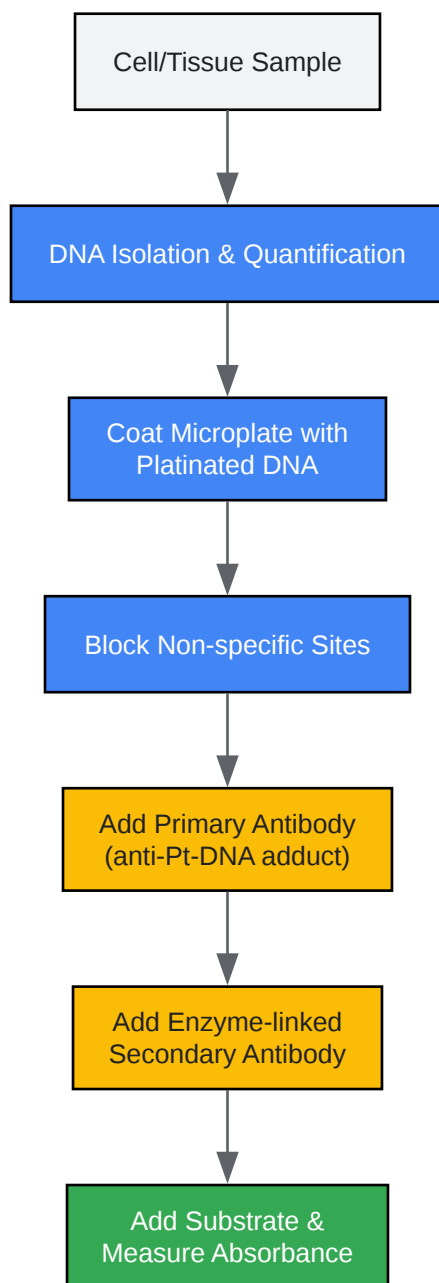 Cell/Tissue Sample
DNA Isolation & Quantification
Coat Microplate with
Platinated DNA
Block Non-specific Sites
Add Primary Antibody
(anti-Pt-DNA adduct)
Add Enzyme-linked
Secondary Antibody
Add Substrate &
Measure Absorbance